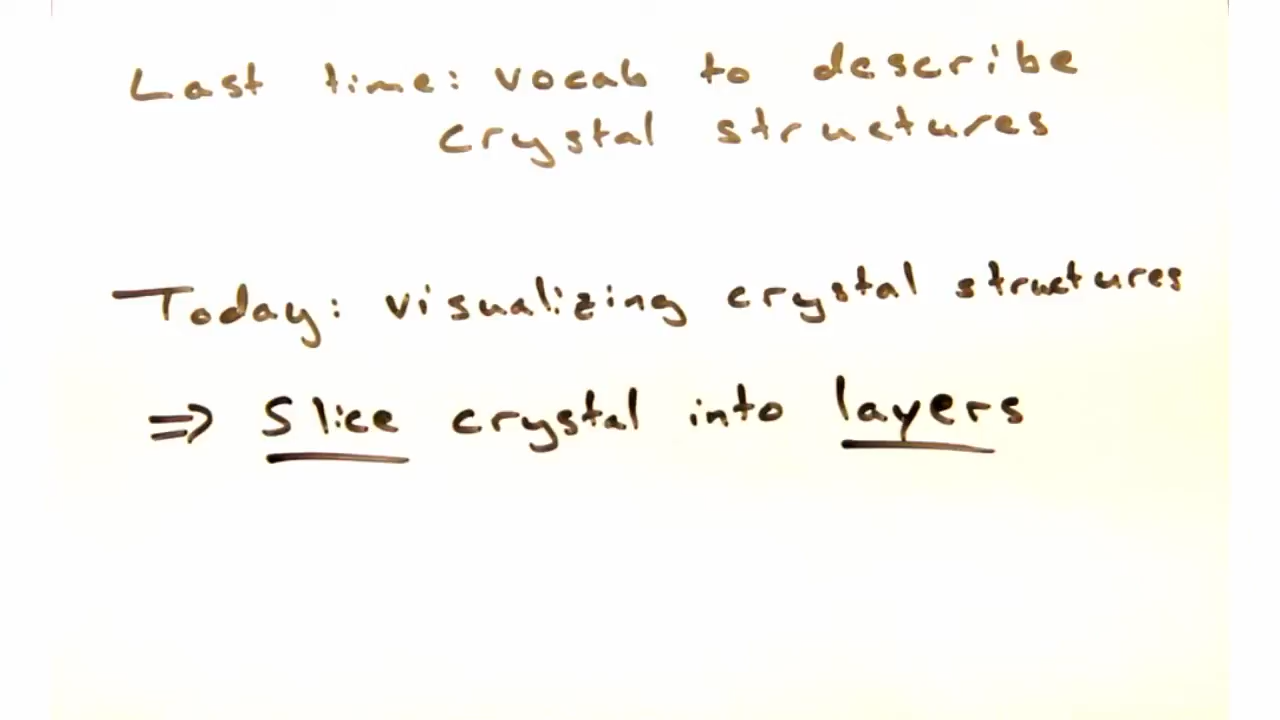 Last time: vocab to describe
crystal structures
Today: visualizing crystal structures
⇒ Slice crystal into layers